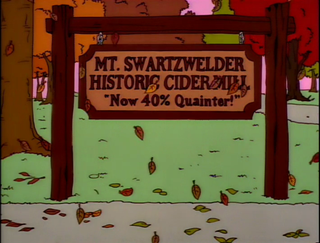 MT. SWARTZWELDER
HISTORIC CIDER MILL
"Now 40% Quainter!"